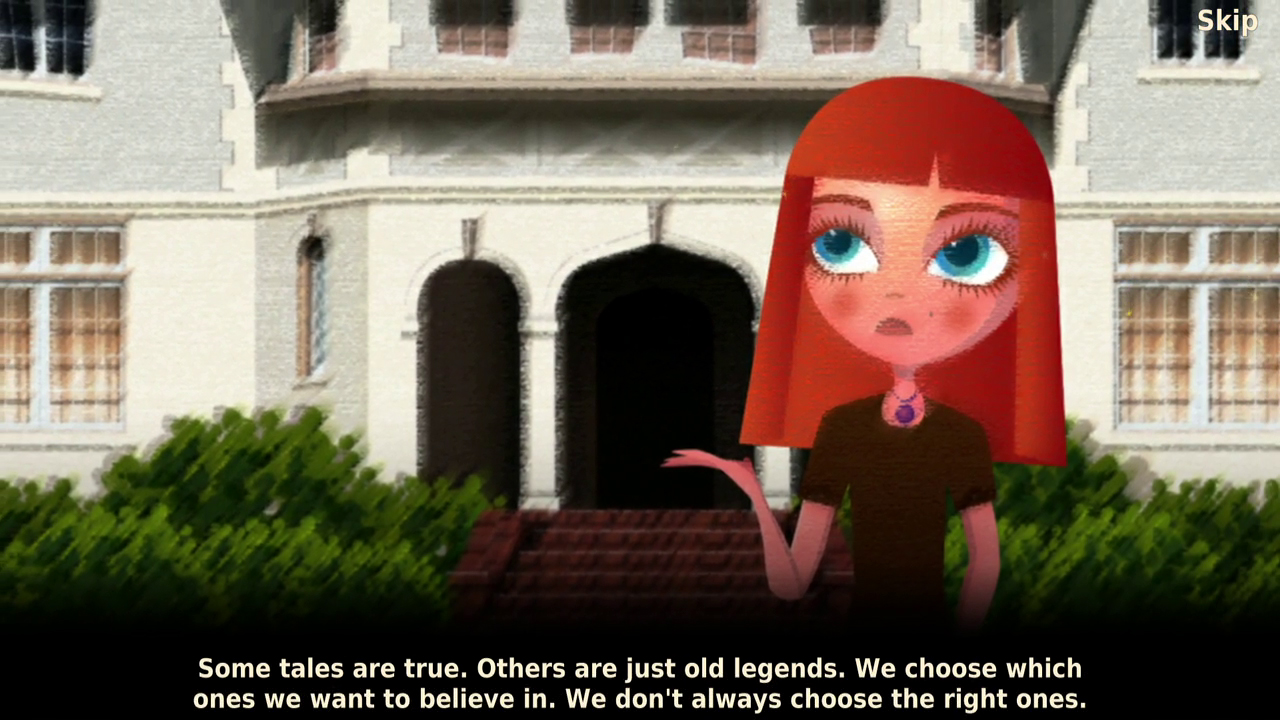 Skip
Some tales are true. Others are just old legends. We choose which
ones we want to believe in. We don't always choose the right ones.